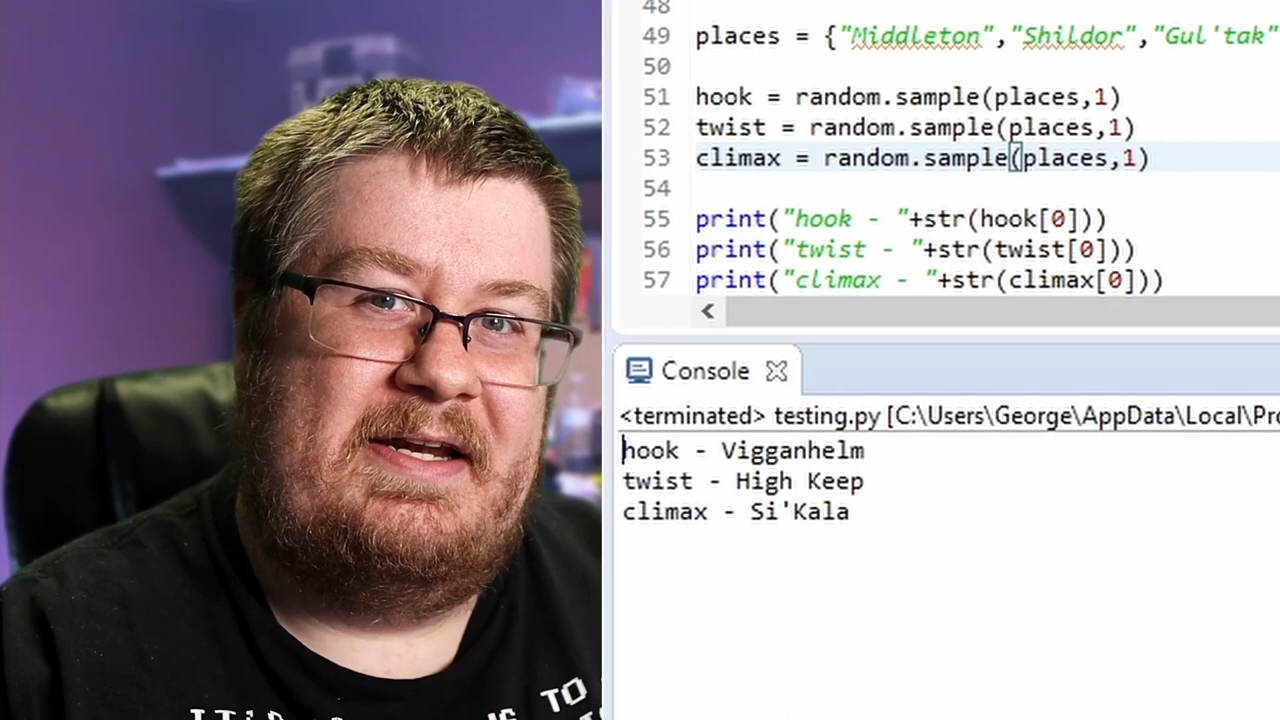 48
49 places = {"Middleton","Shildor","Gul'tak"
50
51 hook = random.sample(places,1)
52 twist = random.sample(places,1)
53 climax = random.sample(places,1)
54
55 print("hook - "+str(hook[0]))
56 print("twist - "+str(twist[0]))
57 print("climax - "+str(climax[0]))
Console
<terminated> testing.py [C:\Users\George\AppData\Local\Pro
hook - Vigganhelm
twist - High Keep
climax - Si'Kala
TO